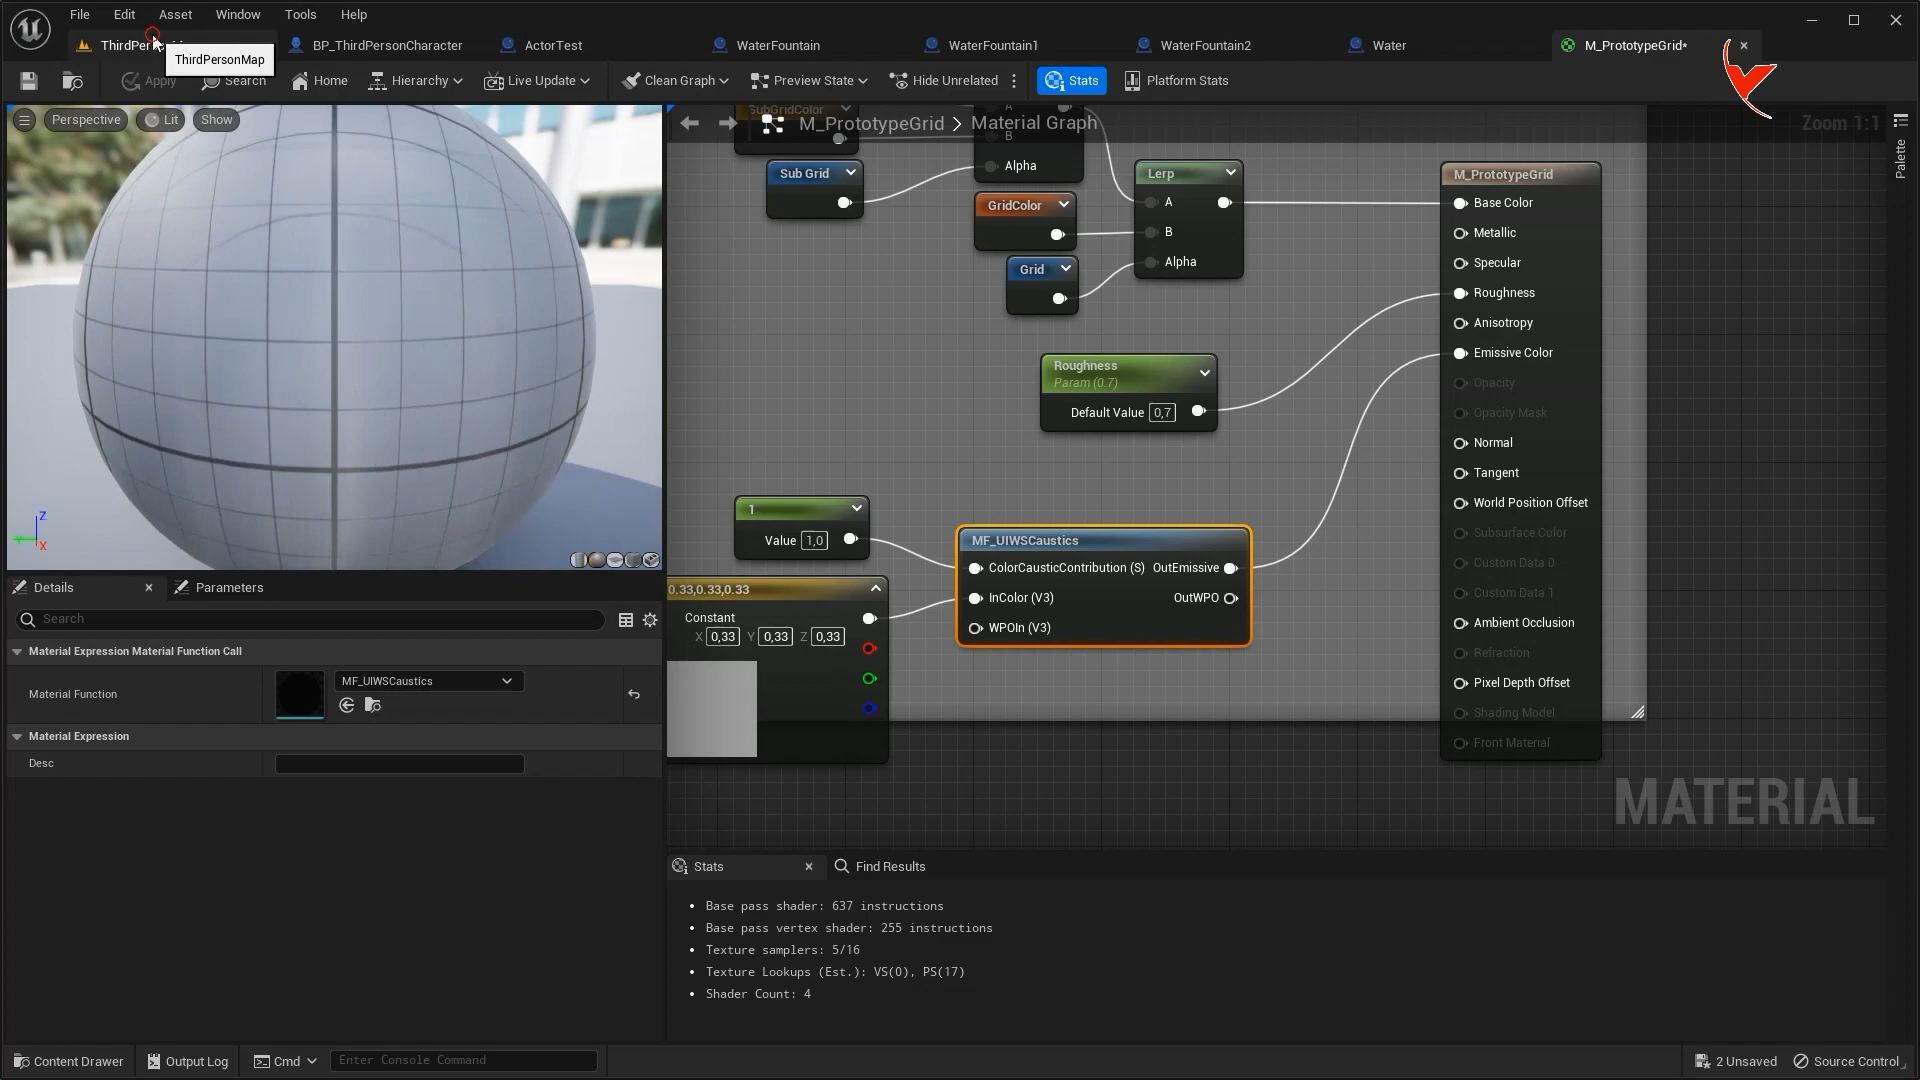 File Edit Asset Window Tools Help
BP_ThirdPersonCharacter ActorTest WaterFountain WaterFountain1 WaterFountain2 Water M_PrototypeGrid*
ThirdPersonMap
Apply Search Home Hierarchy Live Update Clean Graph Preview State Hide Unrelated Stats Platform Stats
Perspective Lit Show
M_PrototypeGrid > Material Graph
Zoom 1:1
Palette
SubGridColor
A
B
Alpha
Sub Grid
GridColor
Grid
Lerp
A
B
Alpha
Roughness
Param (0.7)
Default Value 0,7
1
Value 1,0
0.33,0.33,0.33
Constant
X 0,33 Y 0,33 Z 0,33
MF_UIWSCaustics
ColorCausticContribution (S) OutEmissive
InColor (V3) OutWPO
WPOIn (V3)
M_PrototypeGrid
Base Color
Metallic
Specular
Roughness
Anisotropy
Emissive Color
Opacity
Opacity Mask
Normal
Tangent
World Position Offset
Subsurface Color
Custom Data 0
Custom Data 1
Ambient Occlusion
Refraction
Pixel Depth Offset
Shading Model
Front Material
MATERIAL
Z
X
Details Parameters
Search
Material Expression Material Function Call
Material Function MF_UIWSCaustics
Material Expression
Desc
Stats Find Results
• Base pass shader: 637 instructions
• Base pass vertex shader: 255 instructions
• Texture samplers: 5/16
• Texture Lookups (Est.): VS(0), PS(17)
• Shader Count: 4
Content Drawer Output Log Cmd Enter Console Command 2 Unsaved Source Control